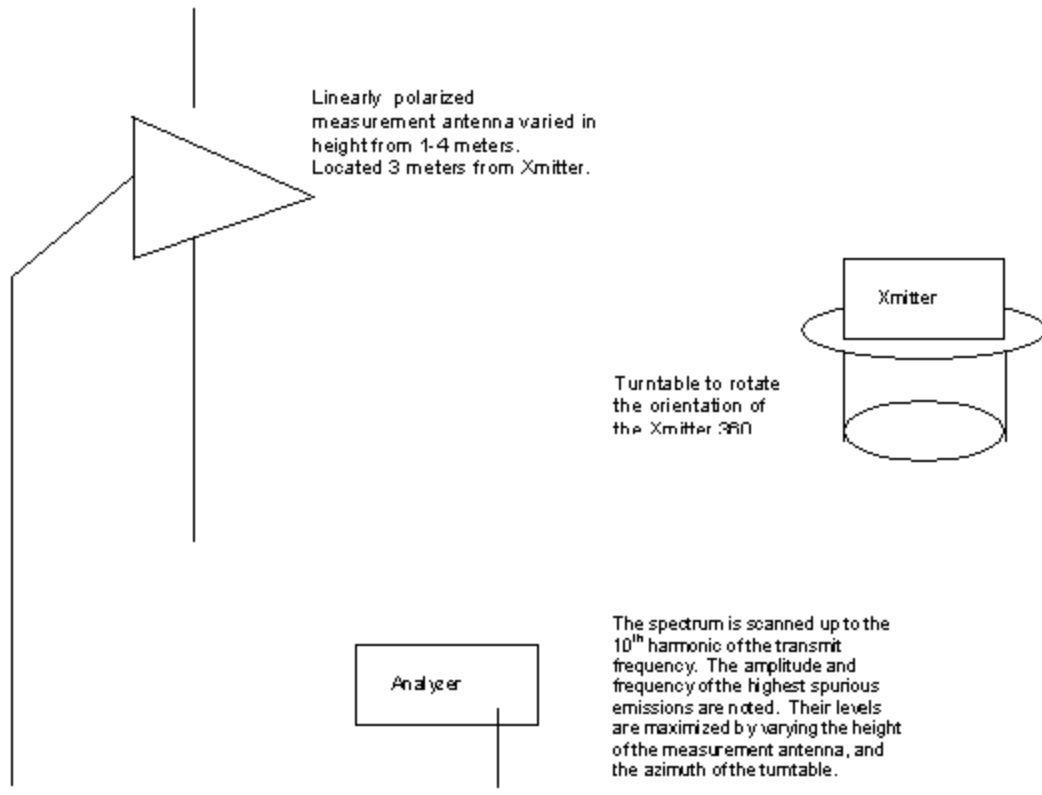 Linearly polarized
measurement antenna varied in
height from 1-4 meters.
Located 3 meters from Xmitter.
Xmitter
Turntable to rotate
the orientation of
the Xmitter 360
The spectrum is scanned up to the
10th harmonic of the transmit
frequency. The amplitude and
frequency of the highest spurious
emissions are noted. Their levels
are maximized by varying the height
of the measurement antenna, and
the azimuth of the turntable.
Analyzer